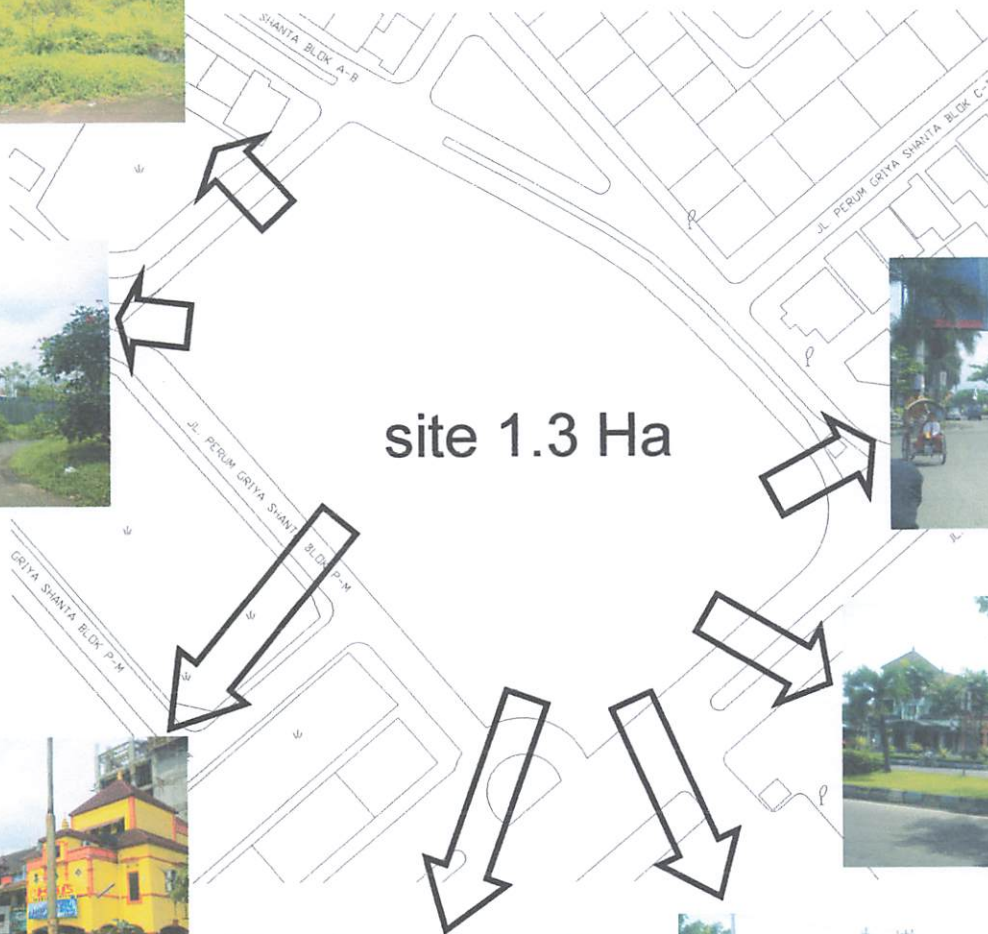 SHANTA BLOK A-B
JL PERUM GRIYA SHANTA BLOK G-
site 1.3 Ha
JL. PERUM GRIYA SHANTA BLOK P-M
GRIYA SHANTA BLOK P-M
JL.